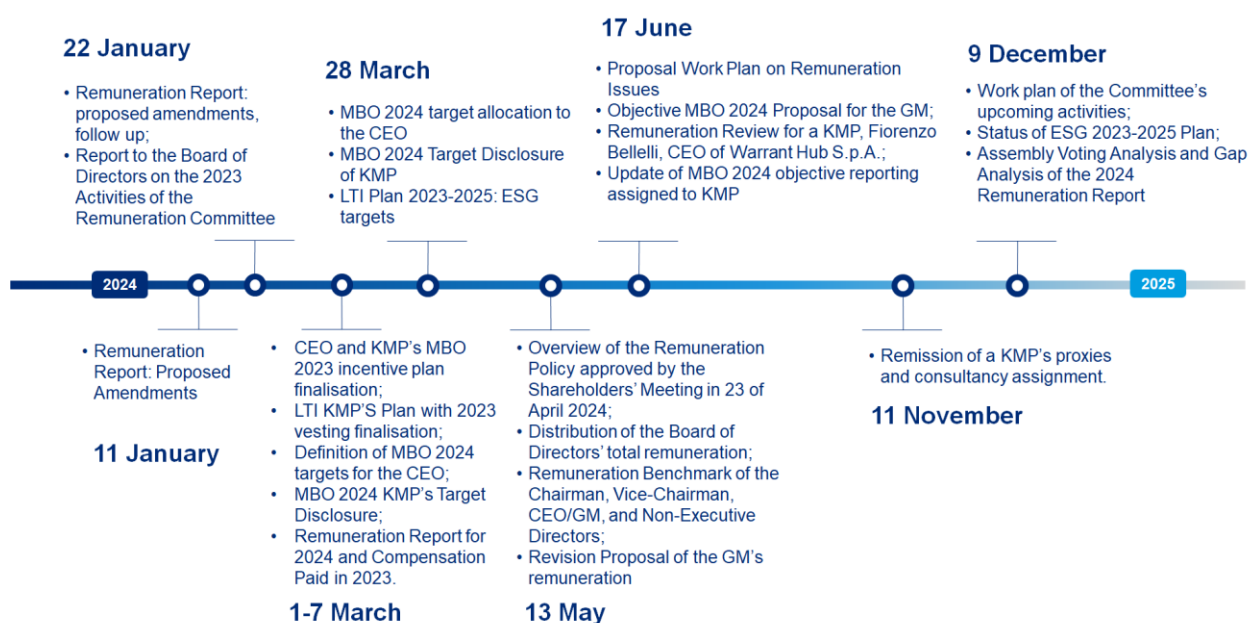 22 January
• Remuneration Report:
proposed amendments,
follow up;
• Report to the Board of
Directors on the 2023
Activities of the
Remuneration Committee
28 March
• MBO 2024 target allocation to
the CEO
• MBO 2024 Target Disclosure
of KMP
• LTI Plan 2023-2025: ESG
targets
17 June
• Proposal Work Plan on Remuneration
Issues
• Objective MBO 2024 Proposal for the GM;
• Remuneration Review for a KMP, Fiorenzo
Bellelli, CEO of Warrant Hub S.p.A.;
• Update of MBO 2024 objective reporting
assigned to KMP
9 December
• Work plan of the Committee's
upcoming activities;
• Status of ESG 2023-2025 Plan;
• Assembly Voting Analysis and Gap
Analysis of the 2024
Remuneration Report
2024
2025
• Remuneration
Report: Proposed
Amendments
11 January
• CEO and KMP's MBO
2023 incentive plan
finalisation;
• LTI KMP'S Plan with 2023
vesting finalisation;
• Definition of MBO 2024
targets for the CEO;
• MBO 2024 KMP's Target
Disclosure;
• Remuneration Report for
2024 and Compensation
Paid in 2023.
1-7 March
• Overview of the Remuneration
Policy approved by the
Shareholders' Meeting in 23 of
April 2024;
• Distribution of the Board of
Directors' total remuneration;
• Remuneration Benchmark of the
Chairman, Vice-Chairman,
CEO/GM, and Non-Executive
Directors;
• Revision Proposal of the GM's
remuneration
13 May
• Remission of a KMP's proxies
and consultancy assignment.
11 November